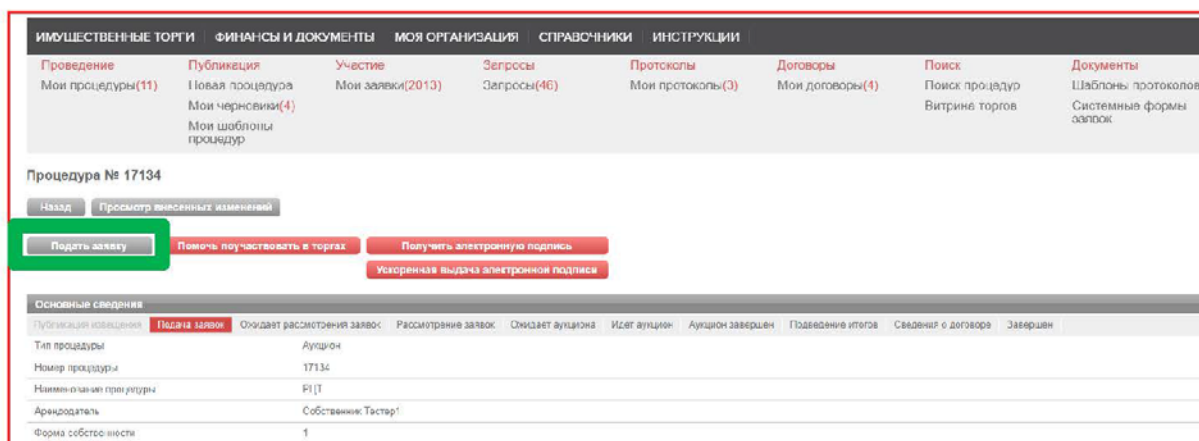 ИМУЩЕСТВЕННЫЕ ТОРГИ ФИНАНСЫ И ДОКУМЕНТЫ МОЯ ОРГАНИЗАЦИЯ СПРАВОЧНИКИ ИНСТРУКЦИИ
Проведение Публикация Участие Запросы Протоколы Договоры Поиск Документы
Мои процедуры(11) Новая процедура Мои заявки(2013) Запросы(46) Мои протоколы(3) Мои договоры(4) Поиск процедур Шаблоны протоколов
Мои черновики(4) Витрина торгов Системные формы заявок
Мои шаблоны процедур
Процедура № 17134
Назад Просмотр внесенных изменений
Подать заявку Помочь поучаствовать в торгах Получить электронную подпись
Ускоренная выдача электронной подписи
Основные сведения
Публикация извещения Подача заявок Ожидает рассмотрения заявок Рассмотрение заявок Ожидает аукциона Идет аукцион Аукцион завершен Подведение итогов Сведения о договоре Завершен
Тип процедуры Аукцион
Номер процедуры 17134
Наименование процедуры
Арендодатель Собственник Тестер1
Форма собственности 1